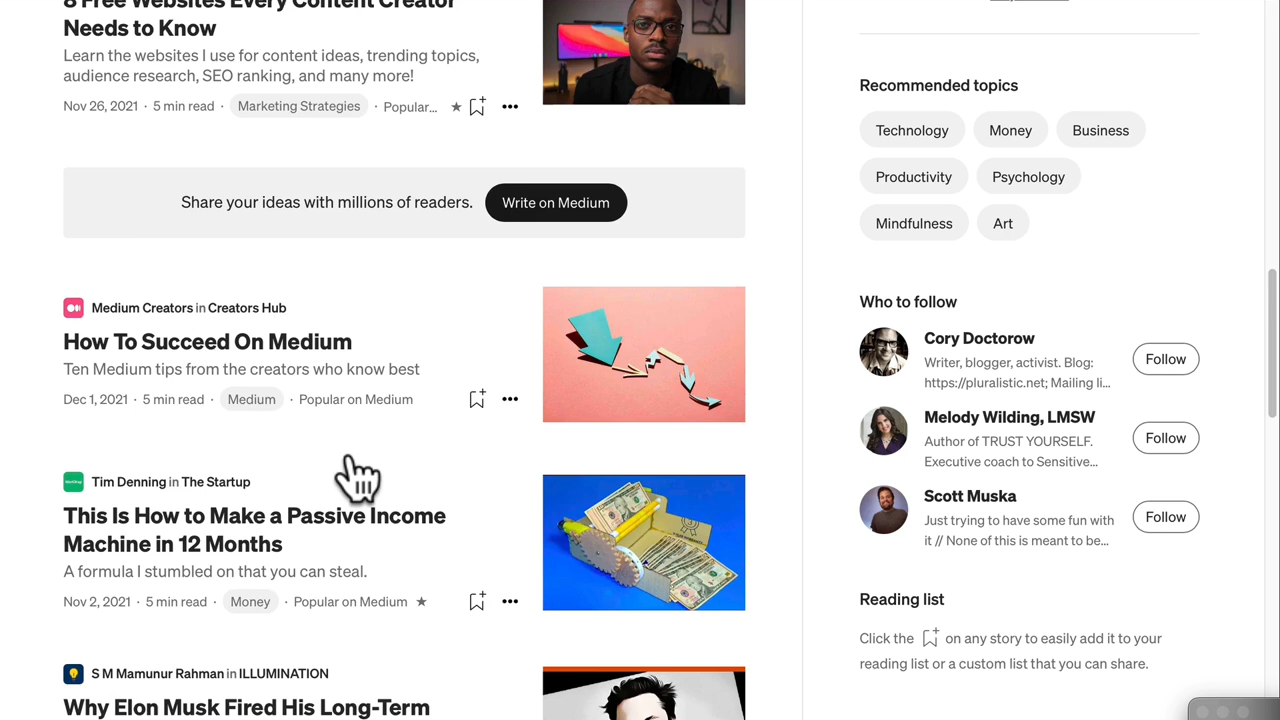 8 Free Websites Every Content Creator
Needs to Know
Learn the websites I use for content ideas, trending topics,
audience research, SEO ranking, and many more!
Nov 26, 2021 · 5 min read · Marketing Strategies · Popular...
Share your ideas with millions of readers. Write on Medium
Medium Creators in Creators Hub
How To Succeed On Medium
Ten Medium tips from the creators who know best
Dec 1, 2021 · 5 min read · Medium · Popular on Medium
Tim Denning in The Startup
This Is How to Make a Passive Income
Machine in 12 Months
A formula I stumbled on that you can steal.
Nov 2, 2021 · 5 min read · Money · Popular on Medium
S M Mamunur Rahman in ILLUMINATION
Why Elon Musk Fired His Long-Term
Recommended topics
Technology Money Business
Productivity Psychology
Mindfulness Art
Who to follow
Cory Doctorow
Writer, blogger, activist. Blog:
https://pluralistic.net; Mailing li...
Follow
Melody Wilding, LMSW
Author of TRUST YOURSELF.
Executive coach to Sensitive...
Follow
Scott Muska
Just trying to have some fun with
it // None of this is meant to be...
Follow
Reading list
Click the on any story to easily add it to your
reading list or a custom list that you can share.